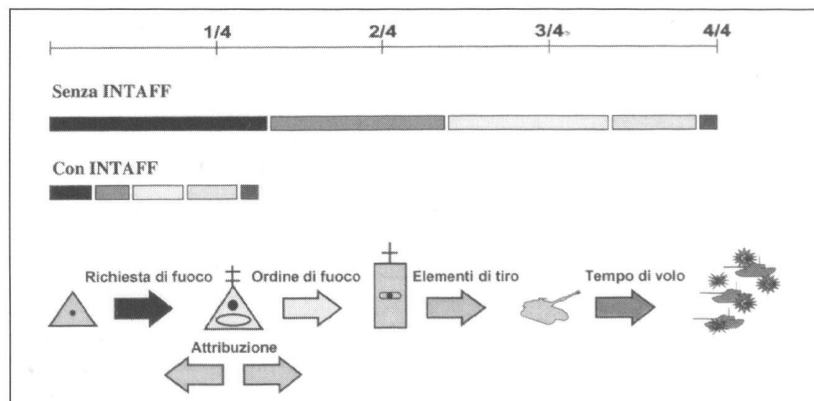 1/4 2/4 3/4 4/4
Senza INTAFF
Con INTAFF
Richiesta di fuoco Ordine di fuoco Elementi di tiro Tempo di volo
Attribuzione